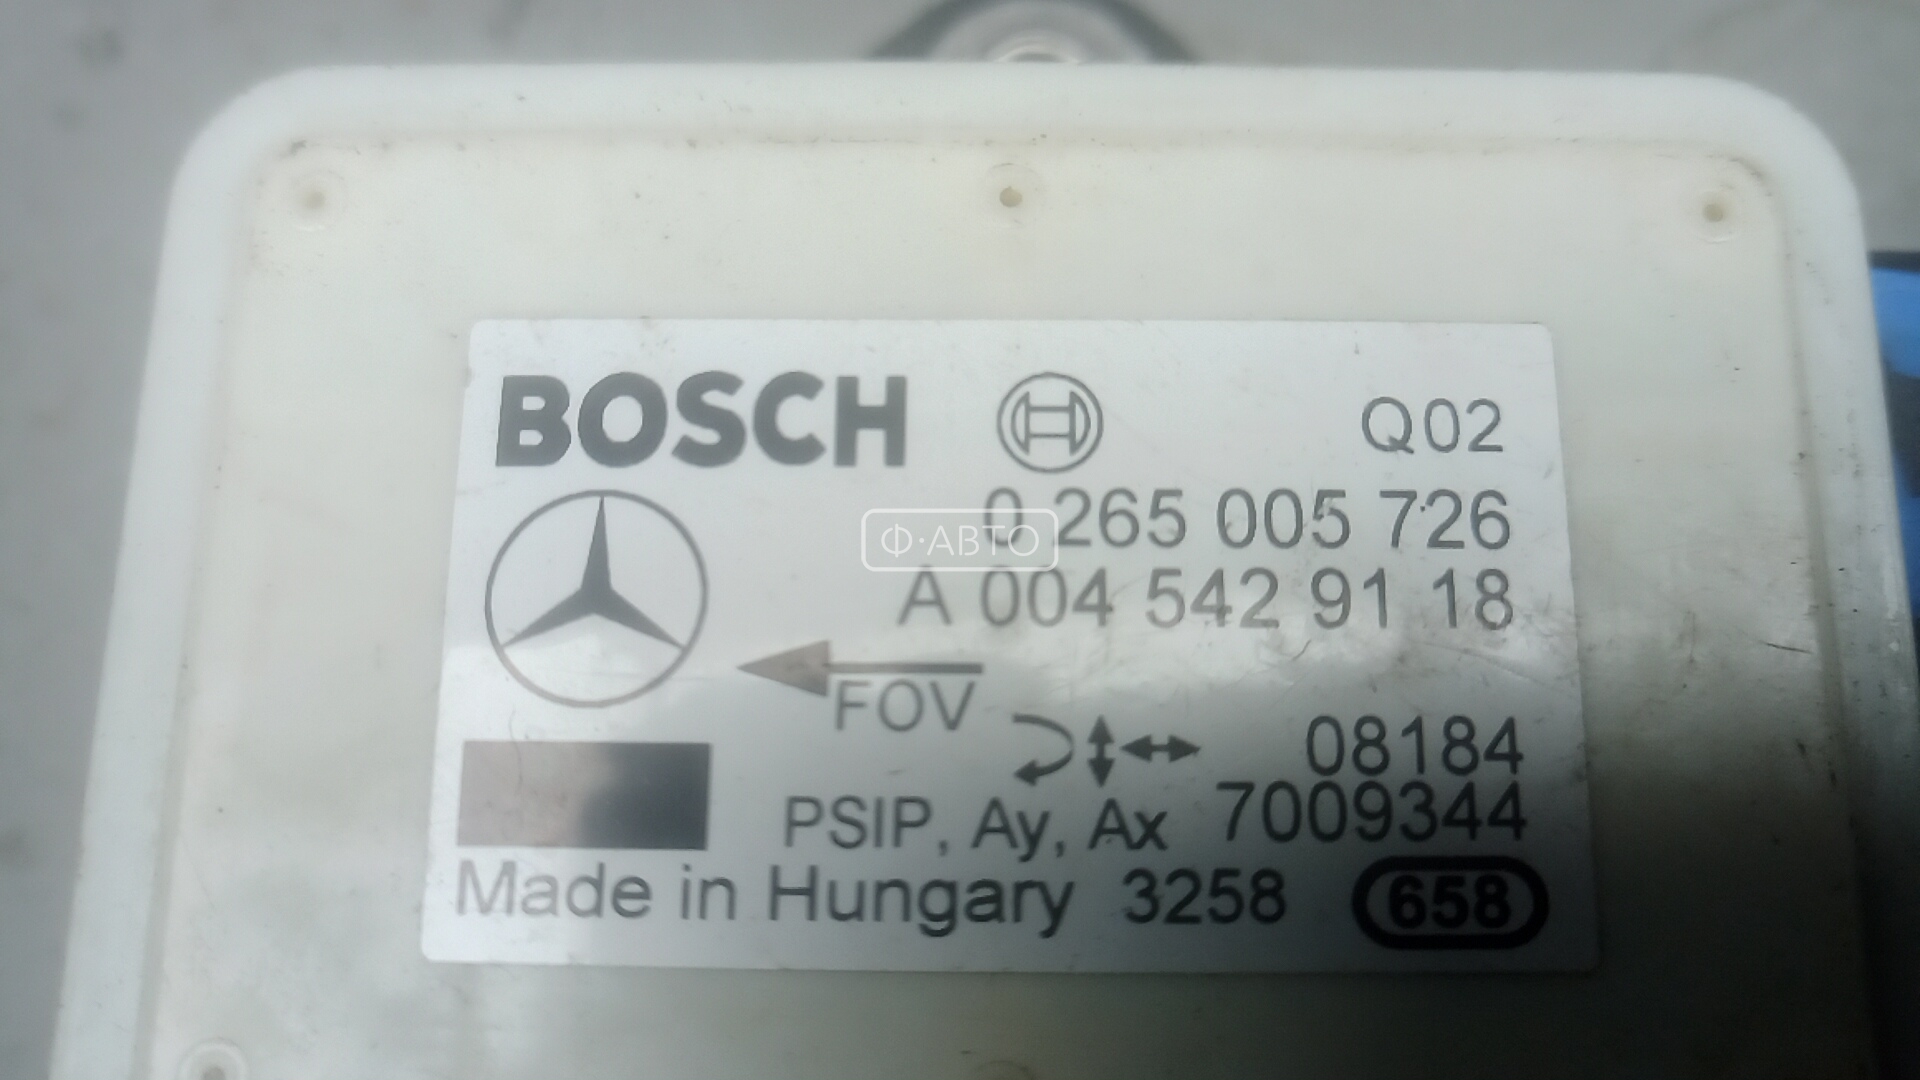 BOSCH Q02
0 265 005 726
Ф·АВТО
A 004 542 91 18
FOV
08184
PSIP, Ay, Ax 7009344
Made in Hungary 3258 658